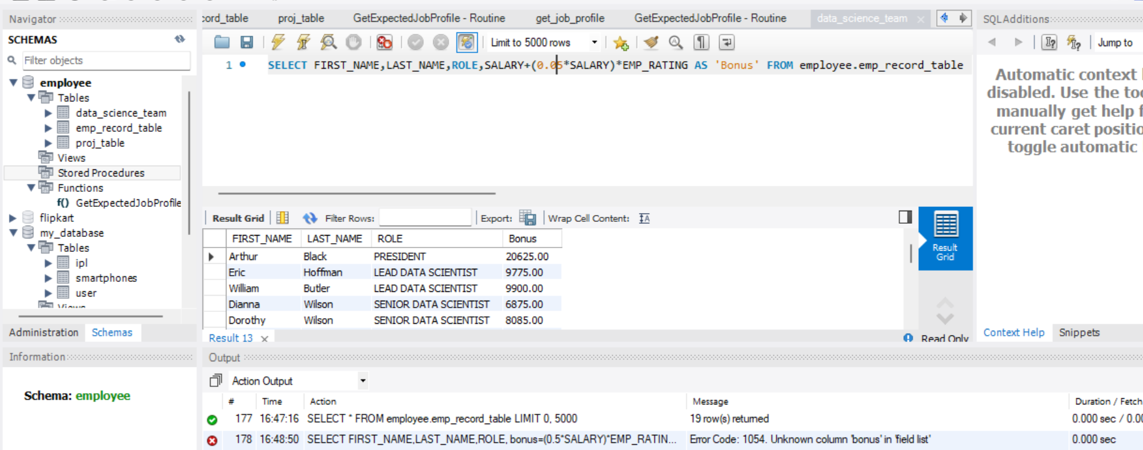 Navigator
SCHEMAS
Filter objects
employee
Tables
data_science_team
emp_record_table
proj_table
Views
Stored Procedures
Functions
f() GetExpectedJobProfile
flipkart
my_database
Tables
ipl
smartphones
user
Views
Administration Schemas
Information
Schema: employee
cord_table proj_table GetExpectedJobProfile - Routine get_job_profile GetExpectedJobProfile - Routine data_science_team
Limit to 5000 rows
1 SELECT FIRST_NAME,LAST_NAME,ROLE,SALARY+(0.05*SALARY)*EMP_RATING AS 'Bonus' FROM employee.emp_record_table
Result Grid Filter Rows: Export: Wrap Cell Content:
FIRST_NAME LAST_NAME ROLE Bonus
Arthur Black PRESIDENT 20625.00
Eric Hoffman LEAD DATA SCIENTIST 9775.00
William Butler LEAD DATA SCIENTIST 9900.00
Dianna Wilson SENIOR DATA SCIENTIST 6875.00
Dorothy Wilson SENIOR DATA SCIENTIST 8085.00
Result Grid
Result 13 Read Only
Output
Action Output
# Time Action Message Duration / Fetch
177 16:47:16 SELECT * FROM employee.emp_record_table LIMIT 0, 5000 19 row(s) returned 0.000 sec / 0.00
178 16:48:50 SELECT FIRST_NAME,LAST_NAME,ROLE, bonus=(0.5*SALARY)*EMP_RATIN... Error Code: 1054. Unknown column 'bonus' in 'field list' 0.000 sec
SQLAdditions
Jump to
Automatic context
disabled. Use the too
manually get help f
current caret positio
toggle automatic
Context Help Snippets